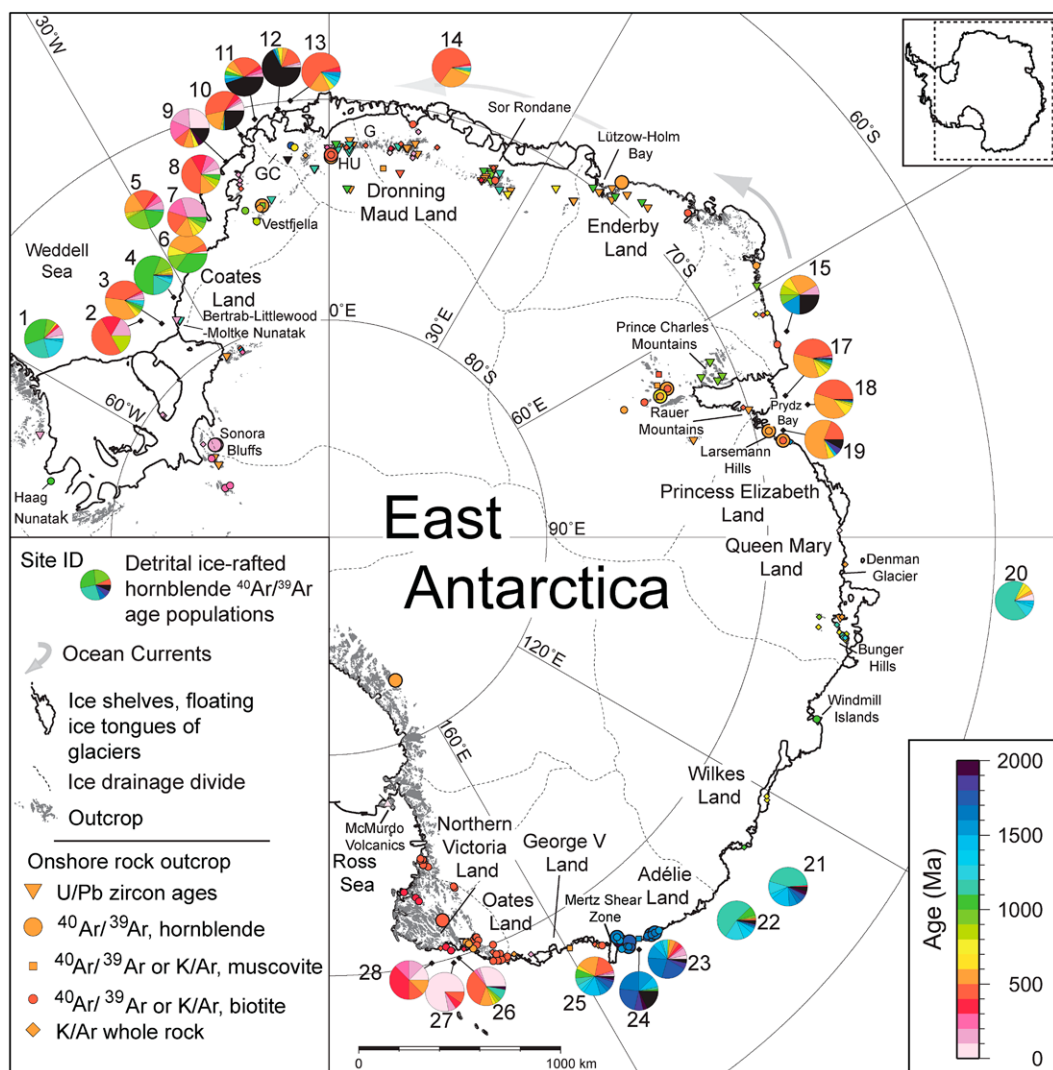 30°W
11
12
13
14
10
9
8
5
7
6
4
3
2
1
Sor Rondane
60°S
Lützow-Holm
Bay
G
GC
HU
Dronning
Maud Land
Vestfjella
Enderby
Land
Weddell
Sea
Coates
Land
Bertrab-Littlewood
-Moltke Nunatak
0°E
30°E
70°S
80°S
60°E
60°W
15
Prince Charles
Mountains
17
18
19
Prydz
Bay
Rauer
Mountains
Larsemann
Hills
Sonora
Bluffs
Haag
Nunatak
Princess Elizabeth
Land
East
Antarctica
90°E
Queen Mary
Land
Denman
Glacier
20
Bunger
Hills
Windmill
Islands
120°E
160°E
Wilkes
Land
McMurdo
Volcanics
Ross
Sea
Northern
Victoria
Land
George V
Land
Oates
Land
Mertz Shear
Zone
Adélie
Land
21
22
23
24
25
26
27
28
0
1000 km
Site ID
Detrital ice-rafted
hornblende ⁴⁰Ar/³⁹Ar
age populations
Ocean Currents
Ice shelves, floating
ice tongues of
glaciers
Ice drainage divide
Outcrop
Onshore rock outcrop
U/Pb zircon ages
⁴⁰Ar/ ³⁹Ar, hornblende
⁴⁰Ar/ ³⁹Ar or K/Ar, muscovite
⁴⁰Ar/ ³⁹Ar or K/Ar, biotite
K/Ar whole rock
Age (Ma)
2000
1500
1000
500
0